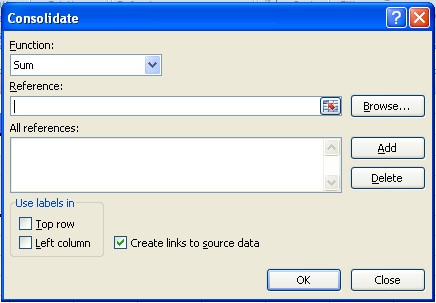 Consolidate
Function:
Sum
Reference:
Browse...
All references:
Add
Delete
Use labels in
Top row
Left column
Create links to source data
OK
Close